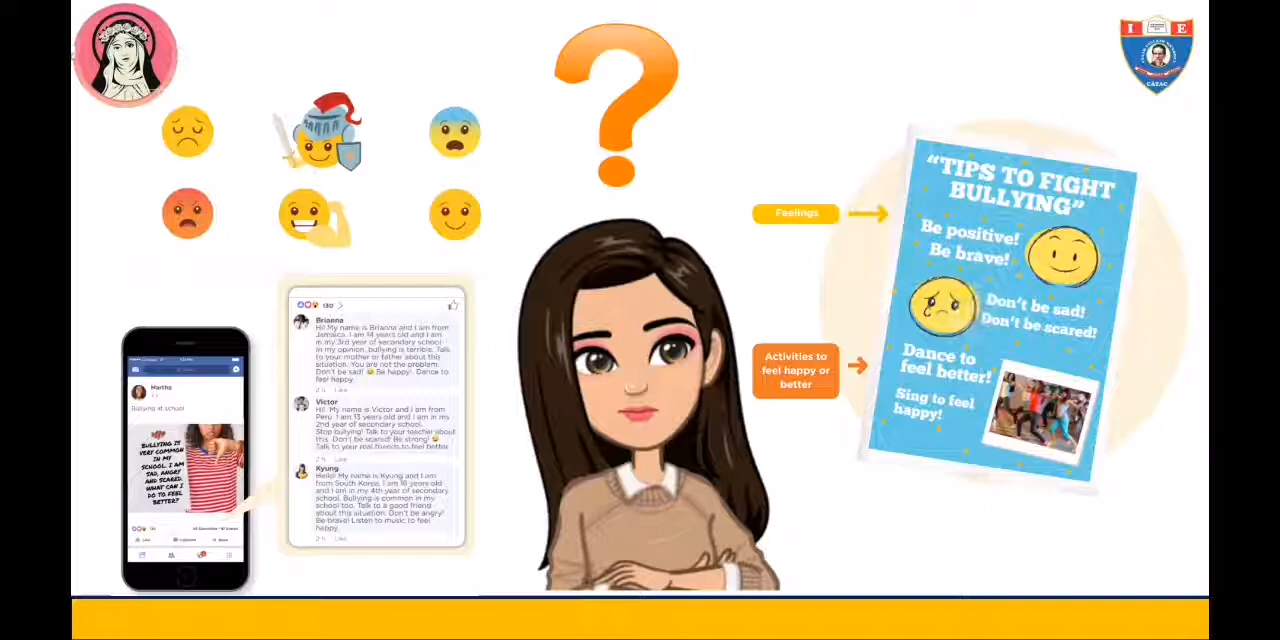 I E
CÁTAC
Martha
Bullying at school
BULLYING IS
VERY COMMON
IN MY
SCHOOL. I AM
SAD, ANGRY
AND SCARED.
WHAT CAN I
DO TO FEEL
BETTER?
130
Brianna
Hi! My name is Brianna and I am from
Jamaica. I am 14 years old and I am
in my 3rd year of secondary school
In my opinion, bullying is terrible. Talk
to your mother or father about this
situation. You are not the problem.
Don't be sad! Be happy! Dance to
feel happy
2 h Like
Victor
Hi! My name is Victor and I am from
Peru. I am 13 years old and I am in my
2nd year of secondary school.
Stop bullying! Talk to your teacher about
this. Don't be scared! Be strong!
Talk to your real friends to feel better
2 h Like
Kyung
Hello! My name is Kyung and I am
from South Korea. I am 16 years old
and I am in my 4th year of secondary
school. Bullying is common in my
school too. Talk to a good friend
about this situation. Don't be angry!
Be brave! Listen to music to feel
happy.
2 h Like
?
Feelings
Activities to
feel happy or
better
"TIPS TO FIGHT
BULLYING"
Be positive!
Be brave!
Don't be sad!
Don't be scared!
Dance to
feel better!
Sing to feel
happy!